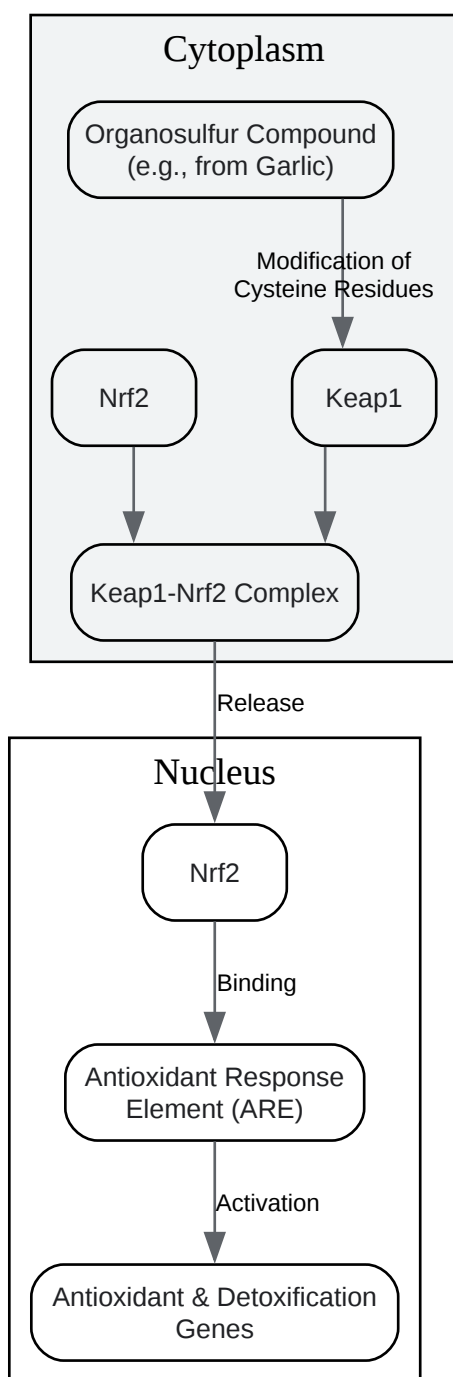 Cytoplasm
Organosulfur Compound
(e.g., from Garlic)
Modification of
Cysteine Residues
Nrf2
Keap1
Keap1-Nrf2 Complex
Release
Nucleus
Nrf2
Binding
Antioxidant Response
Element (ARE)
Activation
Antioxidant & Detoxification
Genes